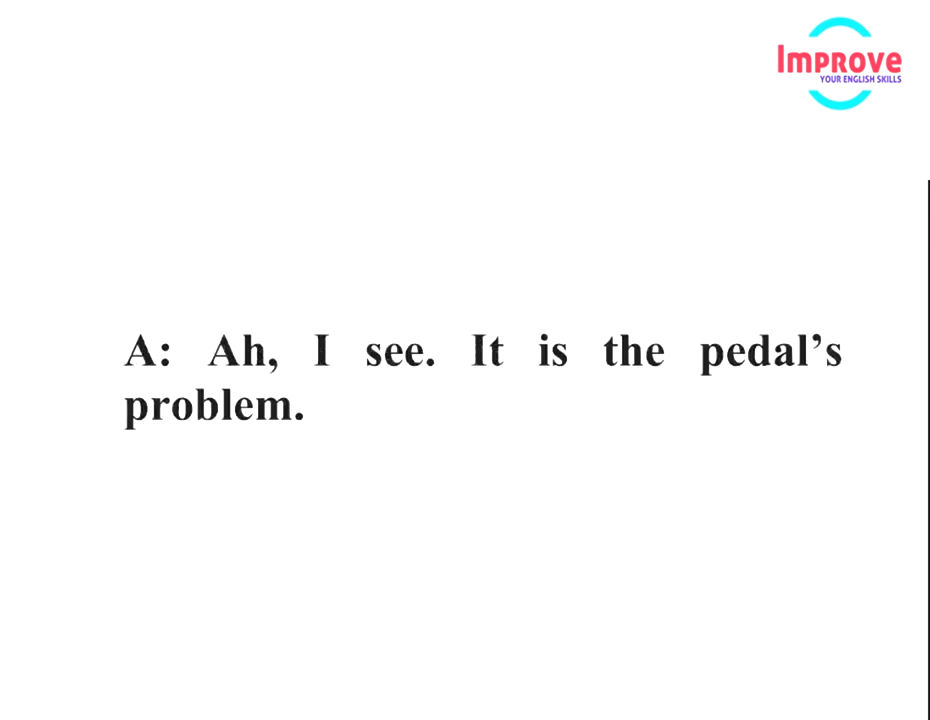 Improve
YOUR ENGLISH SKILLS
A: Ah, I see. It is the pedal’s
problem.